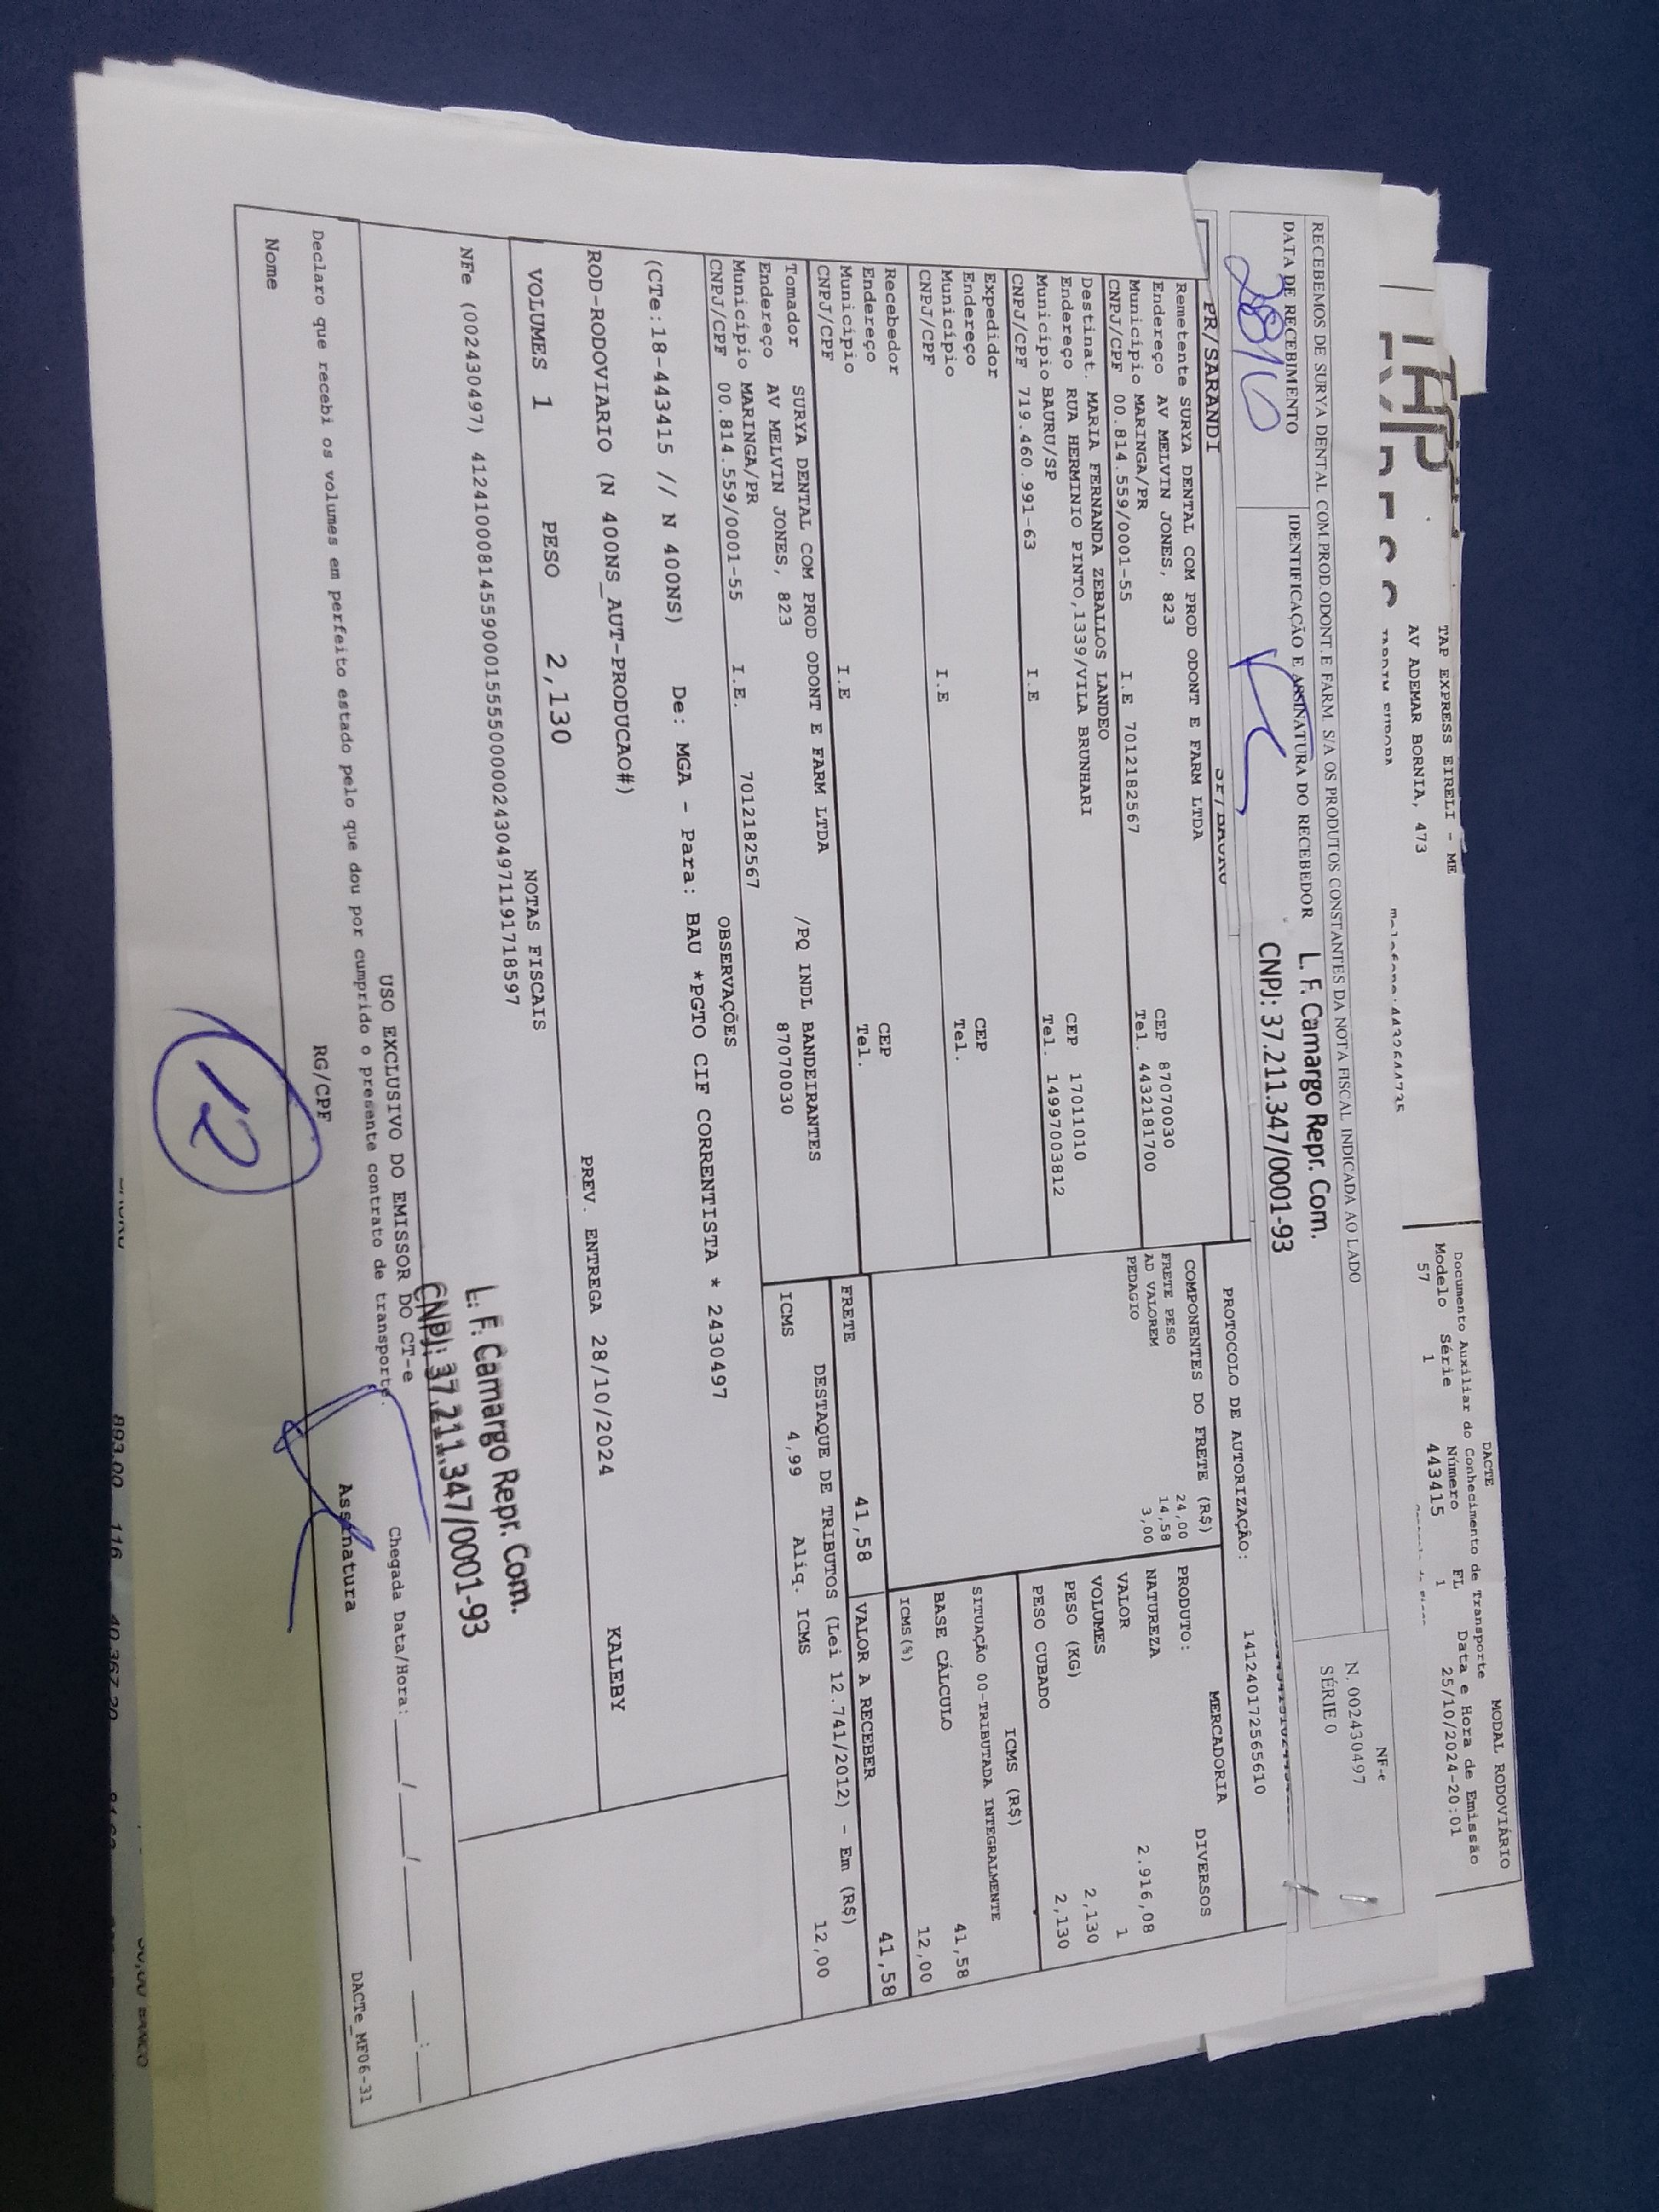 TAP EXPRESS EIRELI - ME
AV ADEMAR BORNIA, 473
DACTE
Documento Auxiliar do Conhecimento de Transporte
Modelo Série Número FL Data e Hora de Emissão
57 1 443415 1 25/10/2024-20:01
MODAL RODOVIÁRIO
RECEBEMOS DE SURYA DENTAL COM.PROD.ODONT.E FARM. S/A OS PRODUTOS CONSTANTES DA NOTA FISCAL INDICADA AO LADO
DATA DE RECEBIMENTO
28/10
IDENTIFICAÇÃO E ASSINATURA DO RECEBEDOR
L. F. Camargo Repr. Com.
CNPJ: 37.211.347/0001-93
NF-e
N. 002430497
SÉRIE 0
PR/SARANDI
PROTOCOLO DE AUTORIZAÇÃO:
141240172565610
Remetente SURYA DENTAL COM PROD ODONT E FARM LTDA
Endereço AV MELVIN JONES, 823 CEP 87070030
Município MARINGA/PR Tel. 4432181700
CNPJ/CPF 00.814.559/0001-55 I.E 7012182567
Destinat. MARIA FERNANDA ZEBALLOS LANDEO
Endereço RUA HERMINIO PINTO,1339/VILA BRUNHARI CEP 17011010
Município BAURU/SP Tel. 14997003812
CNPJ/CPF 719.460.991-63 I.E
Expedidor
Endereço CEP
Município Tel.
CNPJ/CPF I.E
Recebedor
Endereço CEP
Município Tel.
CNPJ/CPF I.E
Tomador SURYA DENTAL COM PROD ODONT E FARM LTDA
Endereço AV MELVIN JONES, 823 /PQ INDL BANDEIRANTES
Município MARINGA/PR 87070030
CNPJ/CPF 00.814.559/0001-55 I.E. 7012182567
COMPONENTES DO FRETE (R$)
FRETE PESO 24,00
AD VALOREM 14,58
PEDAGIO 3,00
MERCADORIA
PRODUTO: DIVERSOS
NATUREZA
VALOR 2.916,08
VOLUMES 1
PESO (KG) 2,130
PESO CUBADO 2,130
ICMS (R$)
SITUAÇÃO 00-TRIBUTADA INTEGRALMENTE
BASE CÁLCULO 41,58
ICMS(%) 12,00
FRETE 41,58 VALOR A RECEBER 41,58
DESTAQUE DE TRIBUTOS (Lei 12.741/2012) - Em (R$)
ICMS 4,99 Aliq. ICMS 12,00
OBSERVAÇÕES
(CTe:18-443415 // N 400NS) De: MGA - Para: BAU *PGTO CIF CORRENTISTA * 2430497
ROD-RODOVIARIO (N 400NS_AUT-PRODUCAO#)
PREV. ENTREGA 28/10/2024 KALEBY
VOLUMES 1 PESO 2,130
NOTAS FISCAIS
NFe (002430497) 41241000814559000155550000024304971191718597
L. F. Camargo Repr. Com.
CNPJ: 37.211.347/0001-93
USO EXCLUSIVO DO EMISSOR DO CT-e
Declaro que recebi os volumes em perfeito estado pelo que dou por cumprido o presente contrato de transporte.
Chegada Data/Hora: ____/____/____ ___:___
Nome RG/CPF Assinatura
DACTe_MF06-31
12